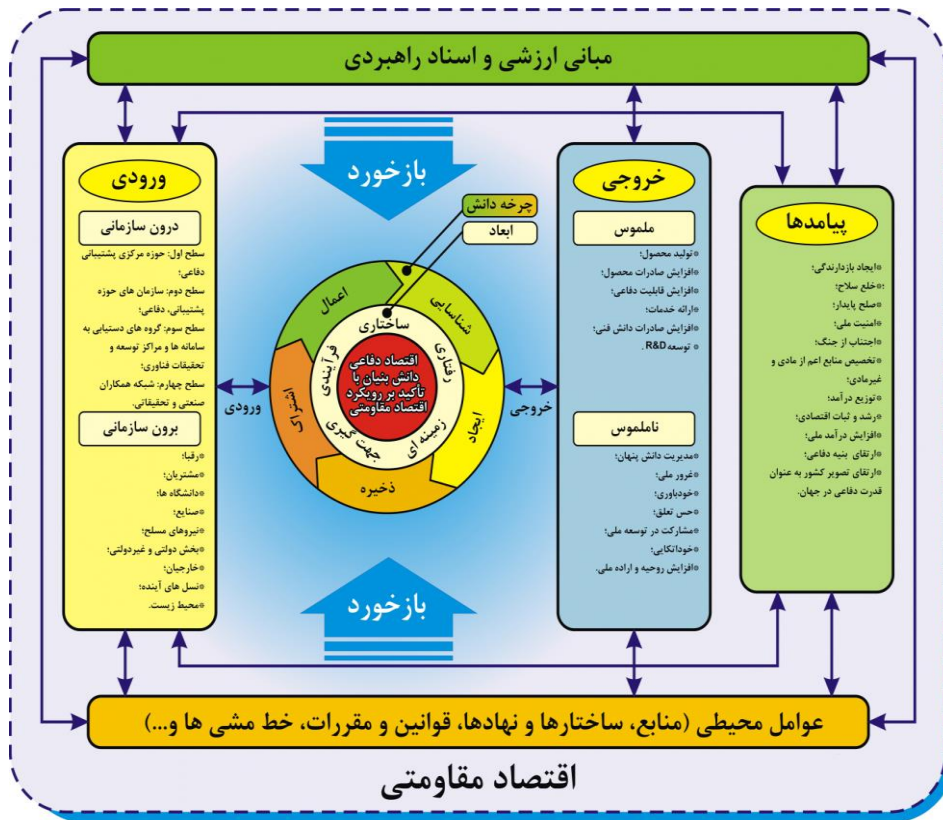 مبانی ارزشی و اسناد راهبردی
بازخورد
ورودی
درون سازمانی
سطح اول: حوزه مرکزی پشتیبانی
دفاعی؛
سطح دوم: سازمان های حوزه
پشتیبانی، دفاعی؛
سطح سوم: گروه های دستیابی به
سامانه ها و مراکز توسعه و
تحقیقات فناوری؛
سطح چهارم: شبکه همکاران
صنعتی و تحقیقاتی.
برون سازمانی
*رقبا؛
*مشتریان؛
*دانشگاه ها؛
*صنایع؛
*نیروهای مسلح؛
*بخش دولتی و غیردولتی؛
*خارجیان؛
*نسل های آینده؛
*محیط زیست.
ورودی
چرخه دانش
ابعاد
شناسایی
ایجاد
ذخیره
اشتراک
اعمال
ساختاری
رفتاری
زمینه ای
جهت گیری
فرآیندی
اقتصاد دفاعی
دانش بنیان با
تأکید بر رویکرد
اقتصاد مقاومتی
خروجی
خروجی
ملموس
*تولید محصول؛
*افزایش صادرات محصول؛
*افزایش قابلیت دفاعی؛
*ارائه خدمات؛
*افزایش صادرات دانش فنی؛
* توسعه R&D.
ناملموس
*مدیریت دانش پنهان؛
*غرور ملی؛
*خودباوری؛
*حس تعلق؛
*مشارکت در توسعه ملی؛
*خوداتکایی؛
*افزایش روحیه و اراده ملی.
پیامدها
*ایجاد بازدارندگی؛
؛*خلع سلاح؛
*صلح پایدار؛
*امنیت ملی؛
*اجتناب از جنگ؛
*تخصیص منابع اعم از مادی و
غیرمادی؛
*توزیع درآمد؛
*رشد و ثبات اقتصادی؛
*افزایش درآمد ملی؛
*ارتقای بنیه دفاعی؛
*ارتقای تصویر کشور به عنوان
قدرت دفاعی در جهان.
بازخورد
عوامل محیطی (منابع، ساختارها و نهادها، قوانین و مقررات، خط مشی ها و...)
اقتصاد مقاومتی